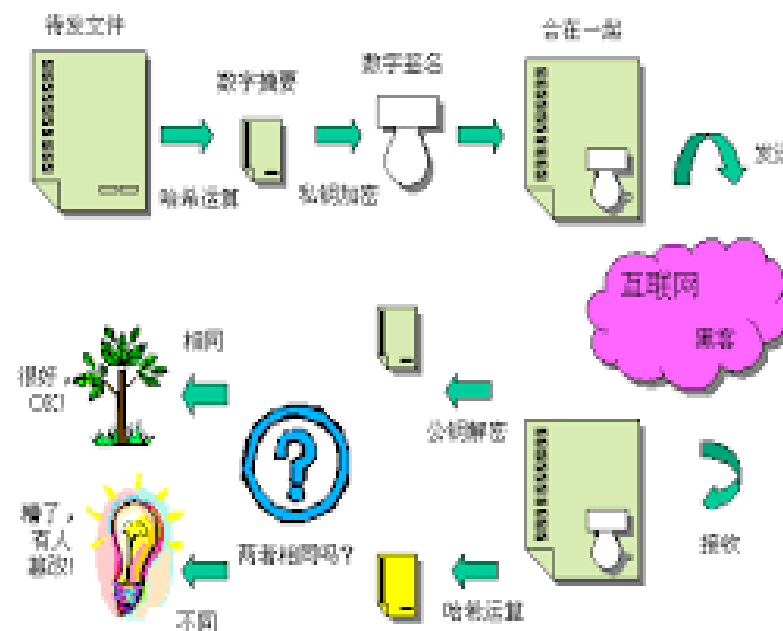 待发文件
合在一起
数字签名
数字摘要
发送
哈希运算
私钥加密
互联网
黑客
相同
很好，
OK!
公钥解密
糟了，
有人
篡改!
两者相同吗?
接收
哈希运算
不同